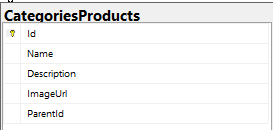 CategoriesProducts
Id
Name
Description
ImageUrl
ParentId